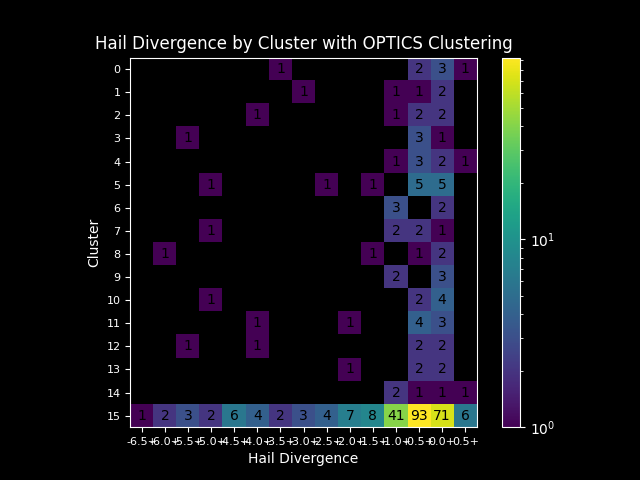 Hail Divergence by Cluster with OPTICS Clustering
0 1 2 3 1
1 1 1 1 2
2 1 1 2 2
3 1 3 1
4 1 3 2 1
5 1 1 1 5 5
6 3 2
7 1 2 2 1
8 1 1 1 2
9 2 3
10 1 2 4
11 1 1 4 3
12 1 1 2 2
13 1 2 2
14 2 1 1 1
15 1 2 3 2 6 4 2 3 4 7 8 41 93 71 6
-6.5+ -6.0+ -5.5+ -5.0+ -4.5+ -4.0+ -3.5+ -3.0+ -2.5+ -2.0+ -1.5+ -1.0+ -0.5+ 0.0+ 0.5+
Hail Divergence
Cluster
10¹
10⁰